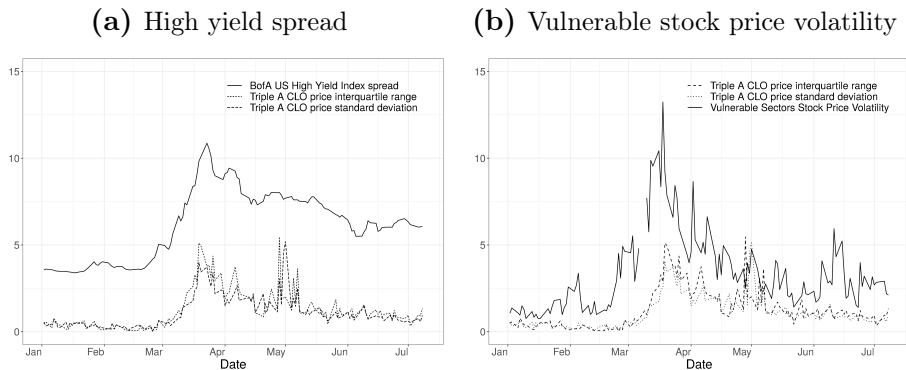 (a) High yield spread
15
10
5
0
BofA US High Yield Index spread
Triple A CLO price interquartile range
Triple A CLO price standard deviation
Jan Feb Mar Apr May Jun Jul
Date
(b) Vulnerable stock price volatility
15
10
5
0
Triple A CLO price interquartile range
Triple A CLO price standard deviation
Vulnerable Sectors Stock Price Volatility
Jan Feb Mar Apr May Jun Jul
Date